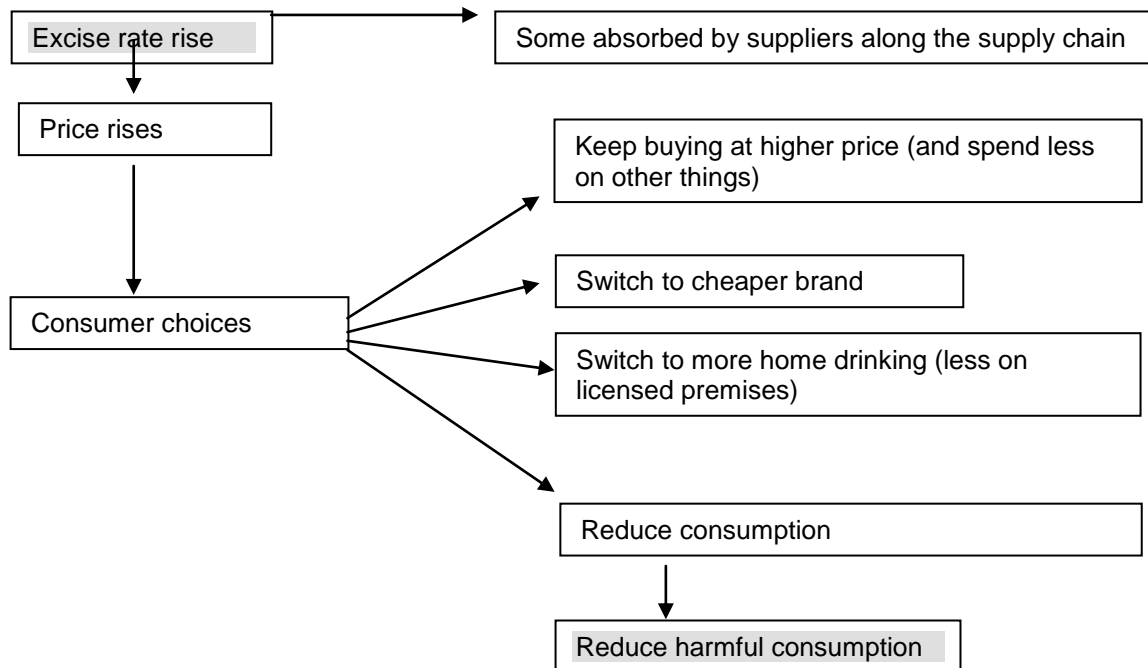 Excise rate rise
Some absorbed by suppliers along the supply chain
Price rises
Keep buying at higher price (and spend less
on other things)
Switch to cheaper brand
Consumer choices
Switch to more home drinking (less on
licensed premises)
Reduce consumption
Reduce harmful consumption